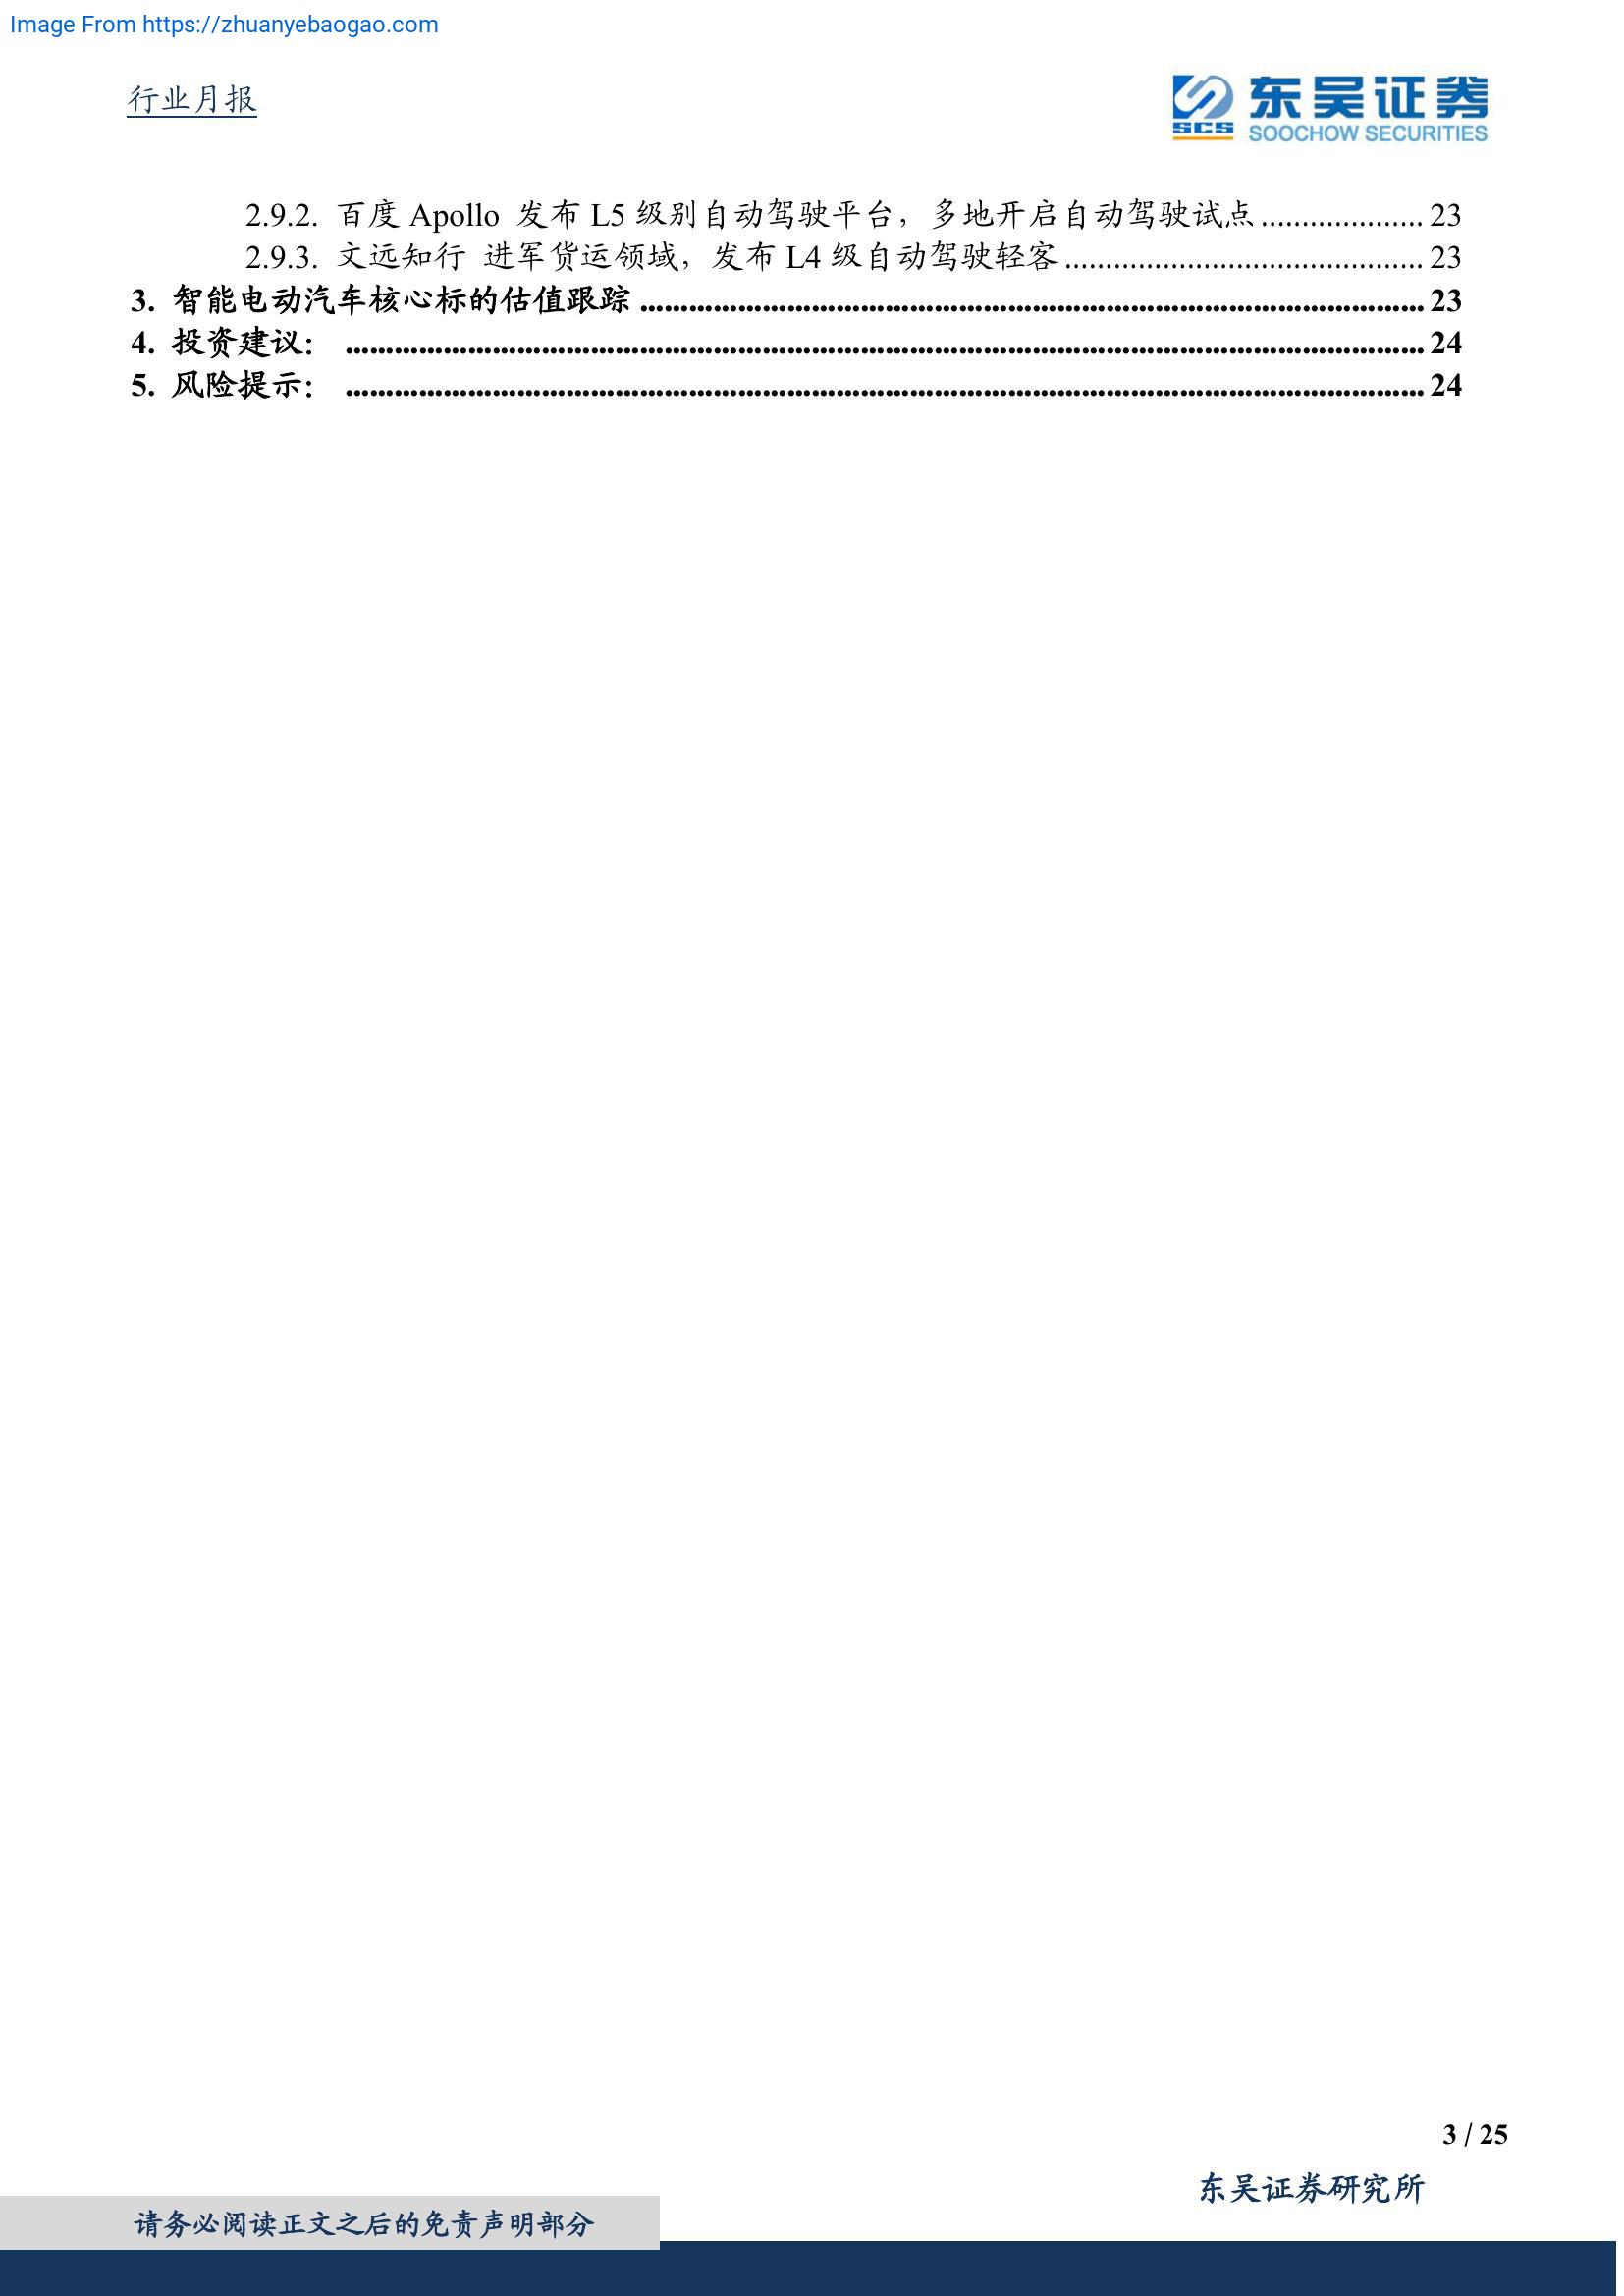 Image From https://zhuanyebaogao.com
行业月报
东吴证券
SCS
SOOCHOW SECURITIES
2.9.2. 百度 Apollo 发布 L5 级别自动驾驶平台，多地开启自动驾驶试点.................... 23
2.9.3. 文远知行 进军货运领域，发布 L4 级自动驾驶轻客............................................ 23
3. 智能电动汽车核心标的估值跟踪 ................................................................................................ 23
4. 投资建议： .................................................................................................................................... 24
5. 风险提示： .................................................................................................................................... 24
3 / 25
东吴证券研究所
请务必阅读正文之后的免责声明部分